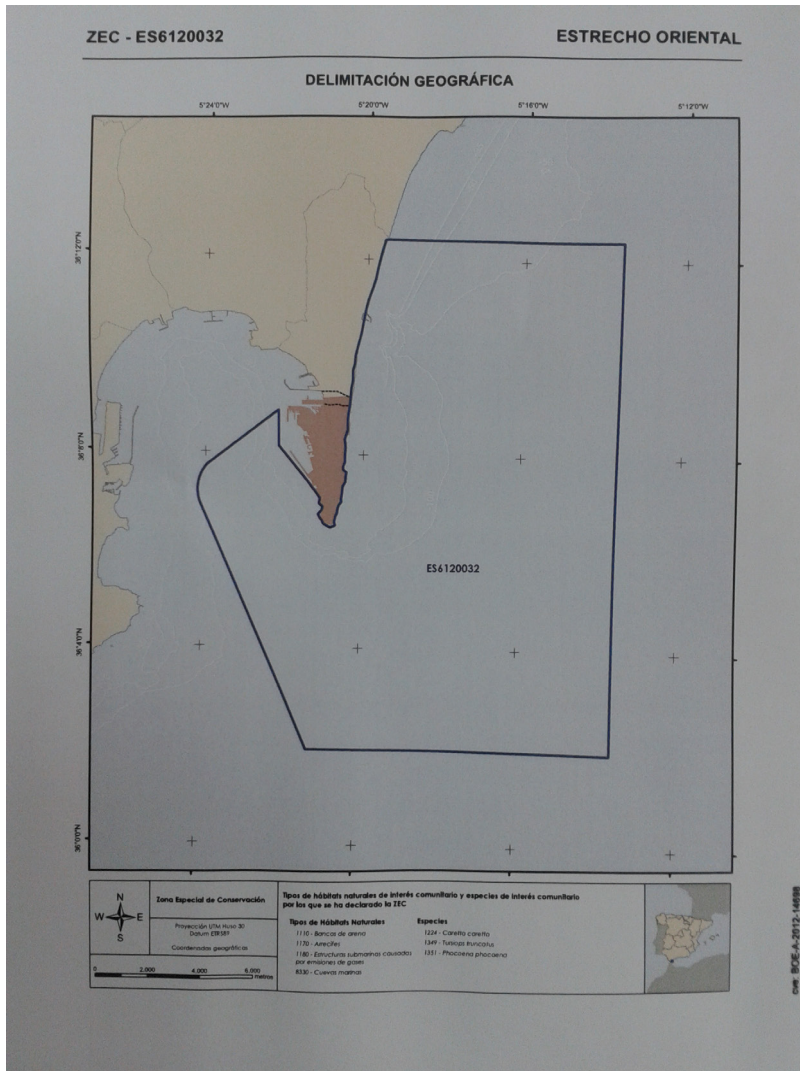 ZEC - ES6120032
ESTRECHO ORIENTAL
DELIMITACIÓN GEOGRÁFICA
5°24'0"W
5°20'0"W
5°16'0"W
5°12'0"W
36°12'0"N
36°8'0"N
36°4'0"N
36°0'0"N
ES6120032
N
W E
S
Zona Especial de Conservación
Proyección UTM Huso 30
Datum ETRS89
Coordenadas geográficas
0 2.000 4.000 6.000
metros
Tipos de hábitats naturales de interés comunitario y especies de interés comunitario
por los que se ha declarado la ZEC
Tipos de Hábitats Naturales
1110 - Bancos de arena
1170 - Arrecifes
1180 - Estructuras submarinas causadas
por emisiones de gases
8330 - Cuevas marinas
Especies
1224 - Caretta caretta
1349 - Tursiops truncatus
1351 - Phocoena phocoena
cve: BOE-A-2012-14698